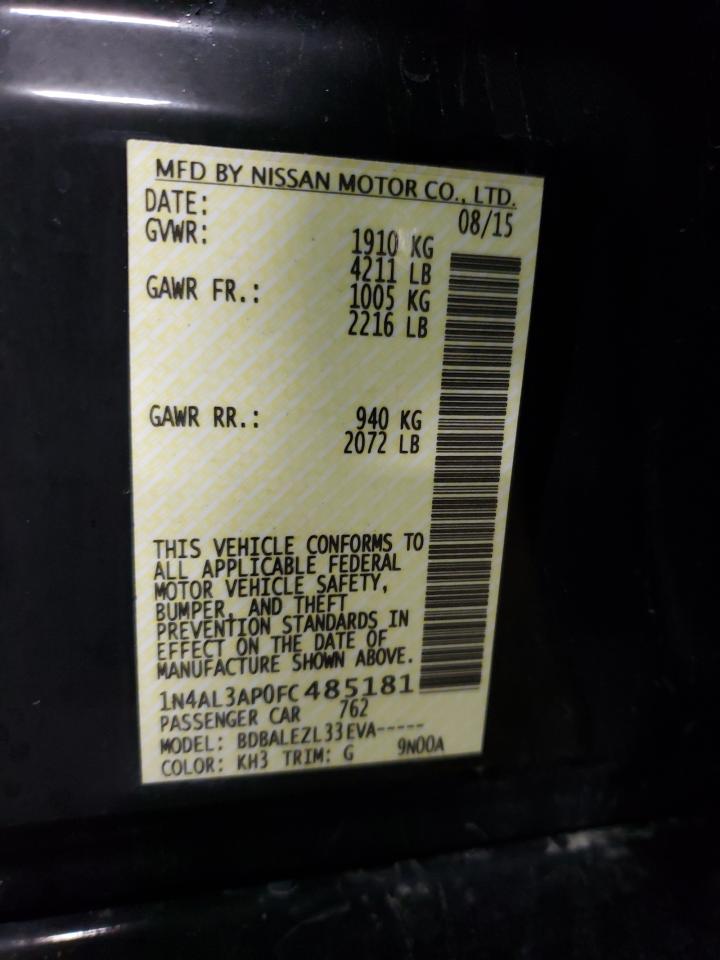 MFD BY NISSAN MOTOR CO., LTD.
DATE: 08/15
GVWR: 1910 KG
4211 LB
GAWR FR.: 1005 KG
2216 LB
GAWR RR.: 940 KG
2072 LB
THIS VEHICLE CONFORMS TO
ALL APPLICABLE FEDERAL
MOTOR VEHICLE SAFETY,
BUMPER, AND THEFT
PREVENTION STANDARDS IN
EFFECT ON THE DATE OF
MANUFACTURE SHOWN ABOVE.
1N4AL3AP0FC485181
PASSENGER CAR 762
MODEL: BDBALEZL33EVA-----
COLOR: KH3 TRIM: G 9N00A